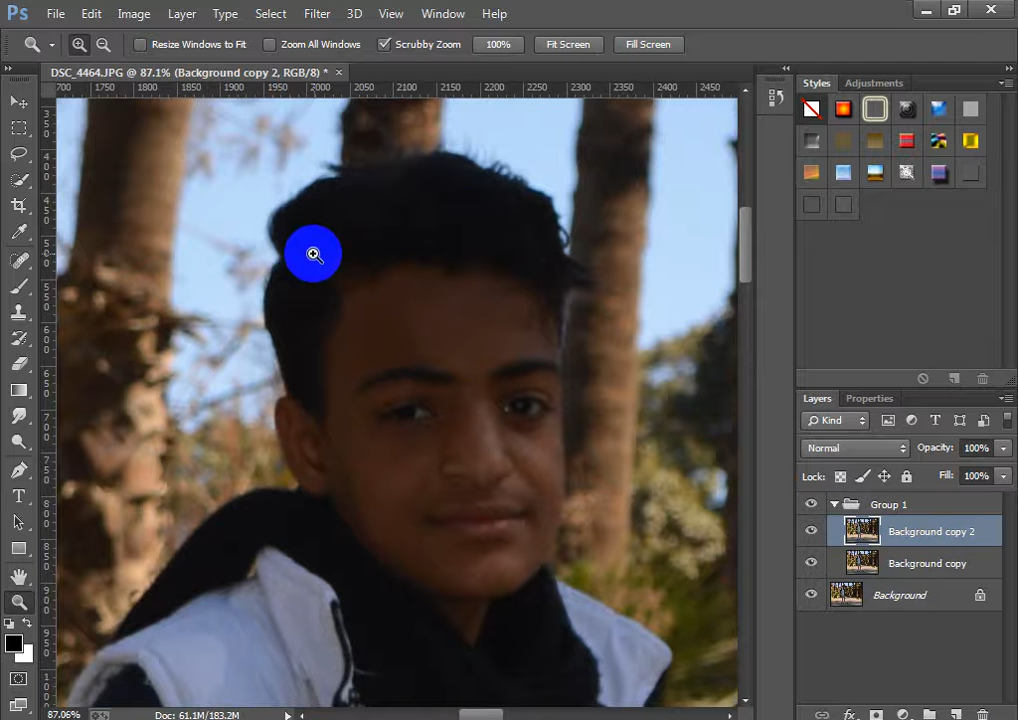 Ps File Edit Image Layer Type Select Filter 3D View Window Help
Resize Windows to Fit Zoom All Windows Scrubby Zoom 100% Fit Screen Fill Screen
DSC_4464.JPG @ 87.1% (Background copy 2, RGB/8) * ×
1750 1800 1850 1900 1950 2000 2050 2100 2150 2200 2250 2300 2350 2400 2450
Styles Adjustments
Layers Properties
Kind
Normal Opacity: 100%
Lock: Fill: 100%
Group 1
Background copy 2
Background copy
Background
87.06% Doc: 61.1M/183.2M